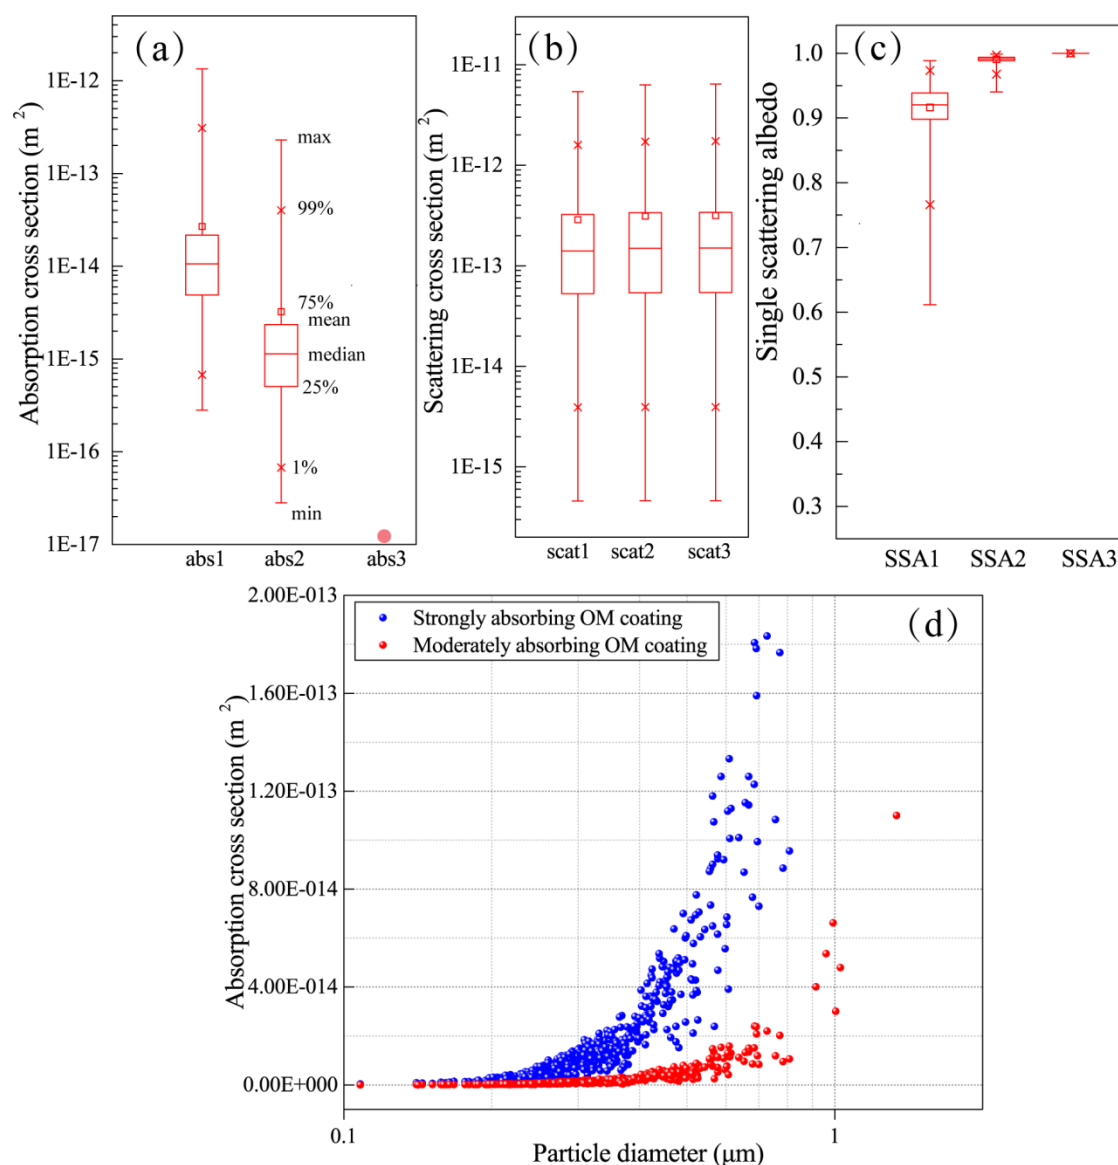 (a)
Absorption cross section (m 2)
1E-12
1E-13
1E-14
1E-15
1E-16
1E-17
max
99%
75%
mean
median
25%
1%
min
abs1 abs2 abs3
(b)
Scattering cross section (m 2)
1E-11
1E-12
1E-13
1E-14
1E-15
scat1 scat2 scat3
(c)
Single scattering albedo
1.0
0.9
0.8
0.7
0.6
0.5
0.4
0.3
SSA1 SSA2 SSA3
(d)
Strongly absorbing OM coating
Moderately absorbing OM coating
Absorption cross section (m 2)
2.00E-013
1.60E-013
1.20E-013
8.00E-014
4.00E-014
0.00E+000
0.1 1
Particle diameter (μm)